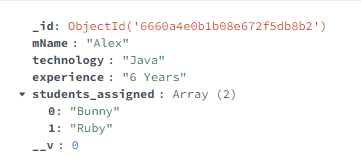 _id: ObjectId('6660a4e0b1b08e672f5db8b2')
mName : "Alex"
technology : "Java"
experience : "6 Years"
students_assigned : Array (2)
0: "Bunny"
1: "Ruby"
__v : 0